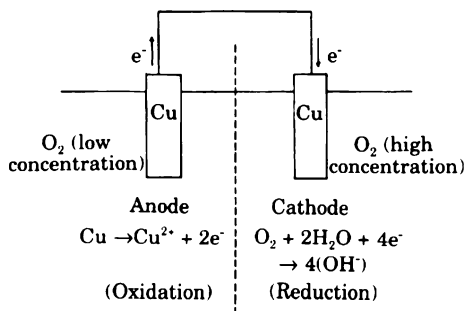 e⁻ e⁻
Cu Cu
O₂ (low concentration) O₂ (high concentration)
Anode Cathode
Cu →Cu²⁺ + 2e⁻ O₂ + 2H₂O + 4e⁻
→ 4(OH⁻)
(Oxidation) (Reduction)